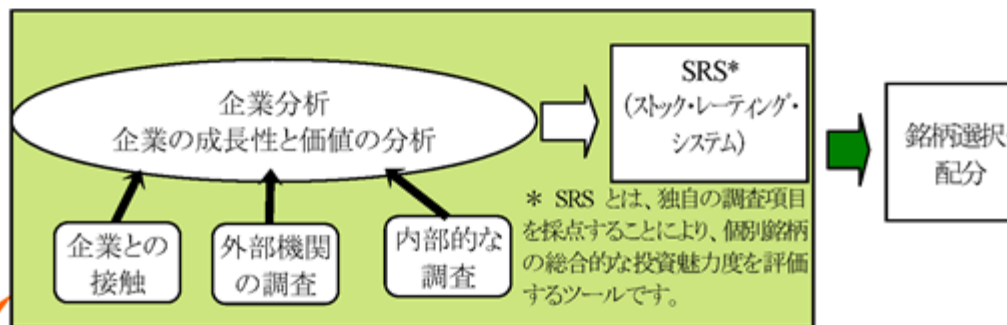 企業分析
企業の成長性と価値の分析
企業との
接触
外部機関
の調査
内部的な
調査
SRS*
(ストック・レーティング・
システム)
* SRS とは、独自の調査項目
を採点することにより、個別銘柄
の総合的な投資魅力度を評価
するツールです。
銘柄選択
配分